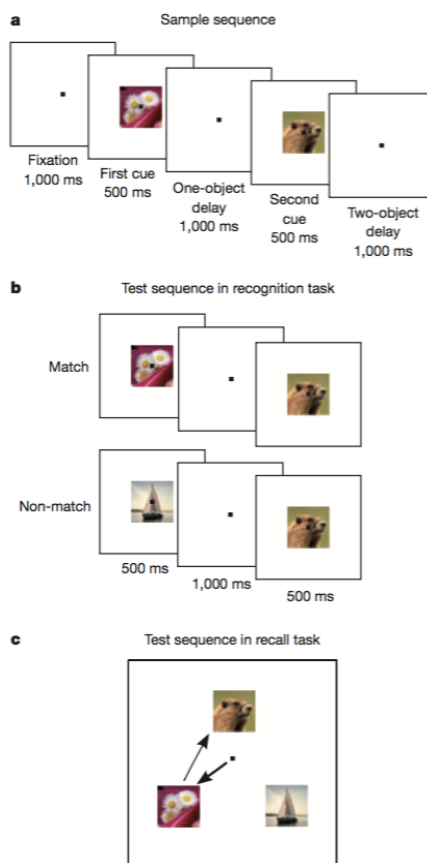 a Sample sequence
Fixation
1,000 ms
First cue
500 ms
One-object
delay
1,000 ms
Second
cue
500 ms
Two-object
delay
1,000 ms
b Test sequence in recognition task
Match
Non-match
500 ms
1,000 ms
500 ms
c Test sequence in recall task